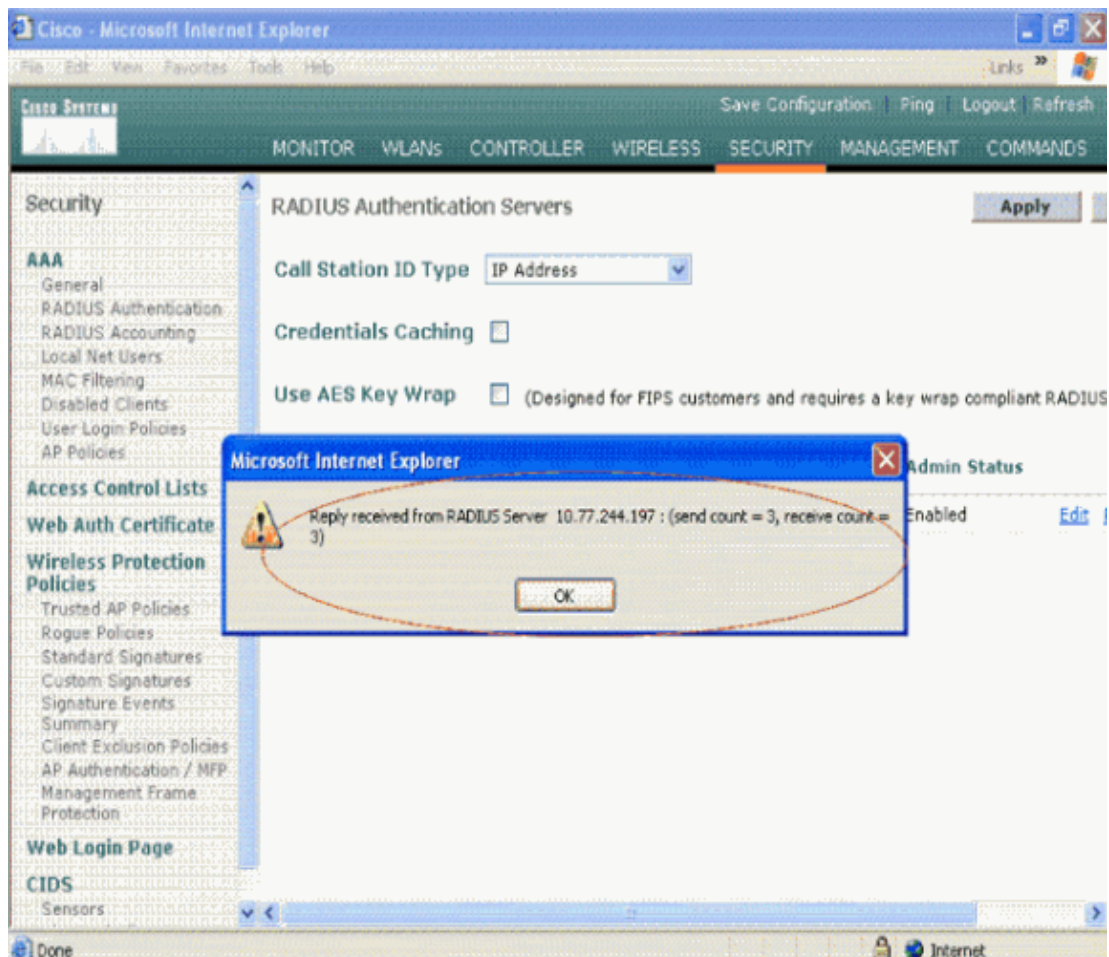 Cisco - Microsoft Internet Explorer
File Edit View Favorites Tools Help
Links »
CISCO SYSTEMS
Save Configuration | Ping | Logout | Refresh
MONITOR WLANs CONTROLLER WIRELESS SECURITY MANAGEMENT COMMANDS
Security
AAA
General
RADIUS Authentication
RADIUS Accounting
Local Net Users
MAC Filtering
Disabled Clients
User Login Policies
AP Policies
Access Control Lists
Web Auth Certificate
Wireless Protection
Policies
Trusted AP Policies
Rogue Policies
Standard Signatures
Custom Signatures
Signature Events
Summary
Client Exclusion Policies
AP Authentication / MFP
Management Frame
Protection
Web Login Page
CIDS
Sensors
RADIUS Authentication Servers
Apply
Call Station ID Type IP Address
Credentials Caching
Use AES Key Wrap (Designed for FIPS customers and requires a key wrap compliant RADIUS
Admin Status
Enabled Edit
Microsoft Internet Explorer
Reply received from RADIUS Server 10.77.244.197 : (send count = 3, receive count =
3)
OK
Done
Internet